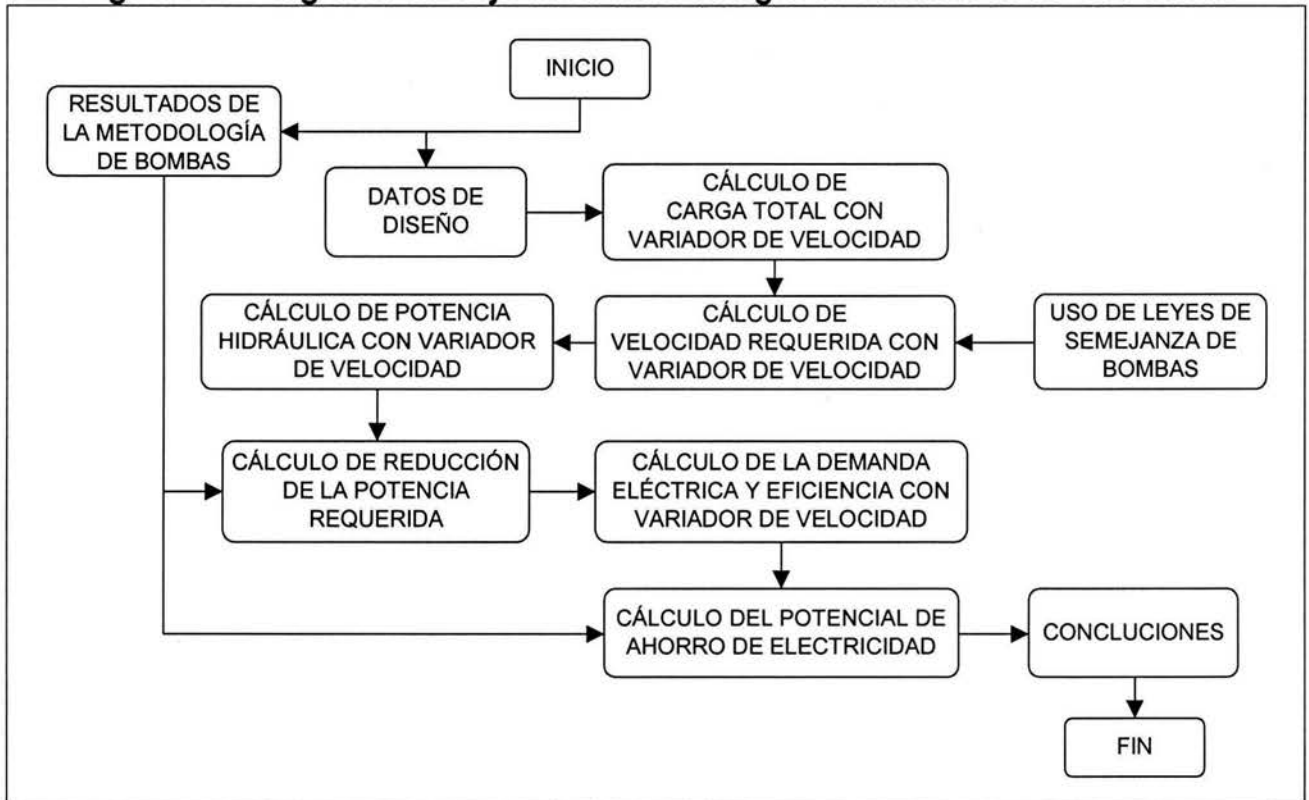 INICIO
RESULTADOS DE
LA METODOLOGÍA
DE BOMBAS
DATOS DE
DISEÑO
CÁLCULO DE
CARGA TOTAL CON
VARIADOR DE VELOCIDAD
CÁLCULO DE POTENCIA
HIDRÁULICA CON VARIADOR
DE VELOCIDAD
CÁLCULO DE
VELOCIDAD REQUERIDA CON
VARIADOR DE VELOCIDAD
USO DE LEYES DE
SEMEJANZA DE
BOMBAS
CÁLCULO DE REDUCCIÓN
DE LA POTENCIA
REQUERIDA
CÁLCULO DE LA DEMANDA
ELÉCTRICA Y EFICIENCIA CON
VARIADOR DE VELOCIDAD
CÁLCULO DEL POTENCIAL DE
AHORRO DE ELECTRICIDAD
CONCLUCIONES
FIN